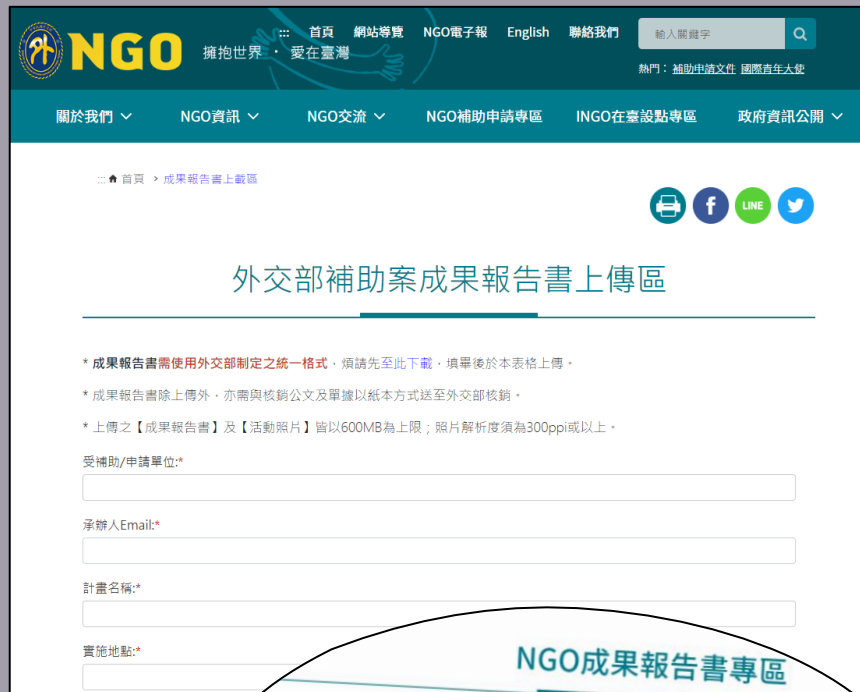 外 NGO 擁抱世界 · 愛在臺灣
::: 首頁 網站導覽 NGO電子報 English 聯絡我們
輸入關鍵字
熱門： 補助申請文件 國際青年大使
關於我們 NGO資訊 NGO交流 NGO補助申請專區 INGO在臺設點專區 政府資訊公開
::: 首頁 > 成果報告書上載區
LINE
外交部補助案成果報告書上傳區
* 成果報告書需使用外交部制定之統一格式，煩請先至此下載，填畢後於本表格上傳。
* 成果報告書除上傳外，亦需與核銷公文及單據以紙本方式送至外交部核銷。
* 上傳之【成果報告書】及【活動照片】皆以600MB為上限；照片解析度須為300ppi或以上。
受補助/申請單位:*
承辦人Email:*
計畫名稱:*
實施地點:*
NGO成果報告書專區